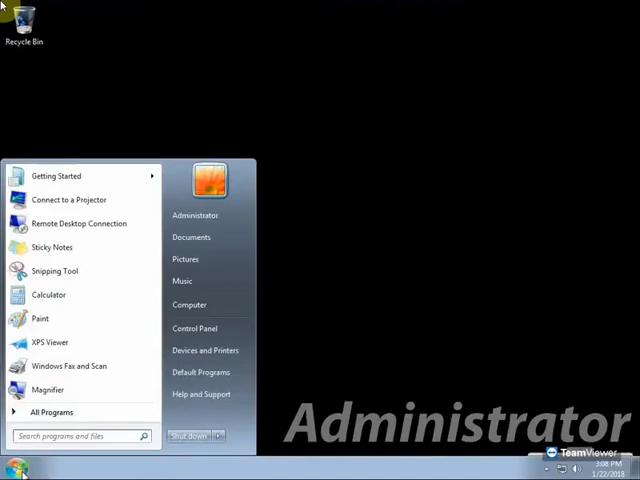 Recycle Bin
Getting Started
Connect to a Projector
Remote Desktop Connection
Sticky Notes
Snipping Tool
Calculator
Paint
XPS Viewer
Windows Fax and Scan
Magnifier
All Programs
Search programs and files
Administrator
Documents
Pictures
Music
Computer
Control Panel
Devices and Printers
Default Programs
Help and Support
Shut down
Administrator
TeamViewer
3:08 PM
1/22/2018